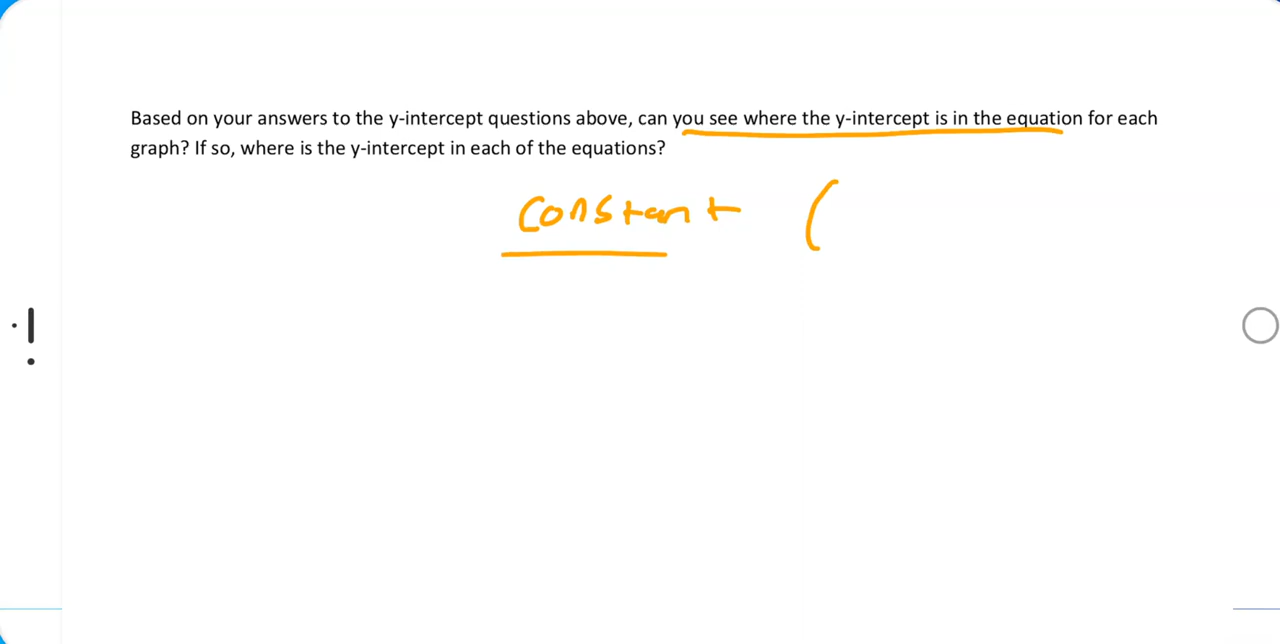 Based on your answers to the y-intercept questions above, can you see where the y-intercept is in the equation for each
graph? If so, where is the y-intercept in each of the equations?
constant (